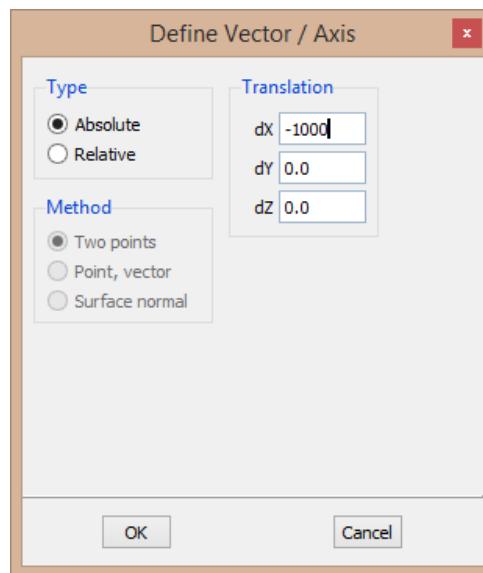 Define Vector / Axis
x
Type
Absolute
Relative
Translation
dX -1000
dY 0.0
dZ 0.0
Method
Two points
Point, vector
Surface normal
OK
Cancel